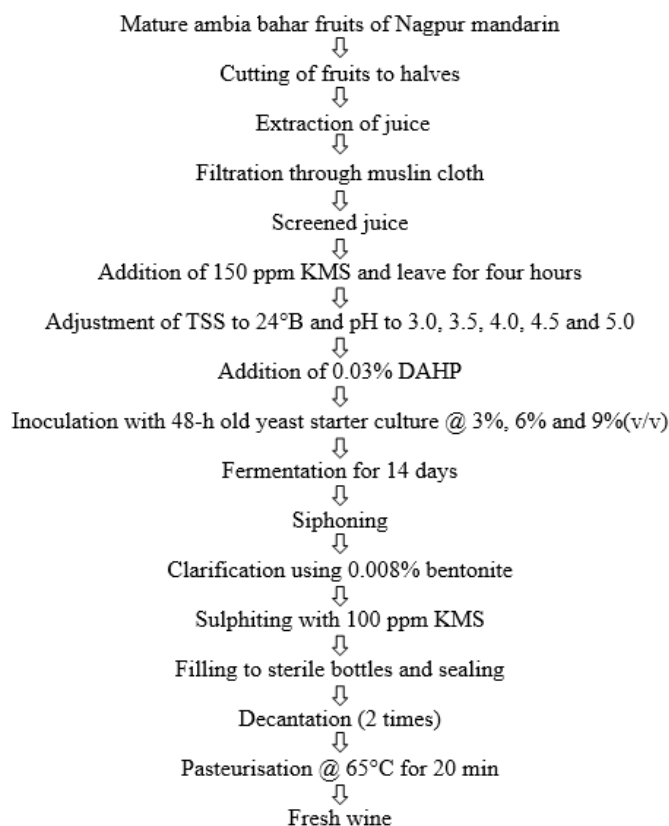 Mature ambia bahar fruits of Nagpur mandarin
⇩
Cutting of fruits to halves
⇩
Extraction of juice
⇩
Filtration through muslin cloth
⇩
Screened juice
⇩
Addition of 150 ppm KMS and leave for four hours
⇩
Adjustment of TSS to 24°B and pH to 3.0, 3.5, 4.0, 4.5 and 5.0
⇩
Addition of 0.03% DAHP
⇩
Inoculation with 48-h old yeast starter culture @ 3%, 6% and 9%(v/v)
⇩
Fermentation for 14 days
⇩
Siphoning
⇩
Clarification using 0.008% bentonite
⇩
Sulphiting with 100 ppm KMS
⇩
Filling to sterile bottles and sealing
⇩
Decantation (2 times)
⇩
Pasteurisation @ 65°C for 20 min
⇩
Fresh wine